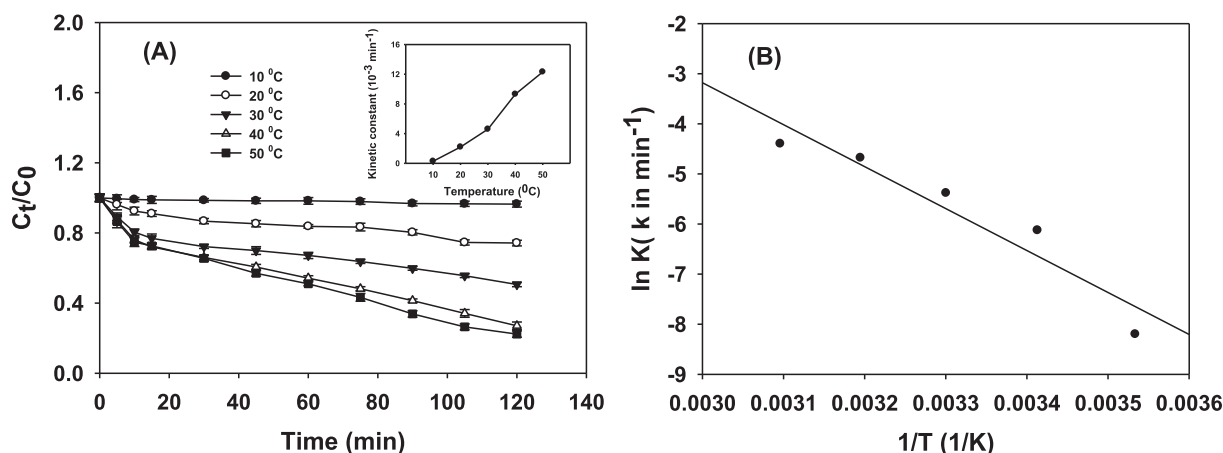 (A)
2.0
1.6
1.2
0.8
0.4
0.0
Ct/C0
0 20 40 60 80 100 120 140
Time (min)
10 ⁰C
20 ⁰C
30 ⁰C
40 ⁰C
50 ⁰C
16
12
8
4
0
Kinetic constant (10⁻³ min⁻¹)
10 20 30 40 50
Temperature (⁰C)
(B)
-2
-3
-4
-5
-6
-7
-8
-9
ln K( k in min⁻¹)
0.0030 0.0031 0.0032 0.0033 0.0034 0.0035 0.0036
1/T (1/K)